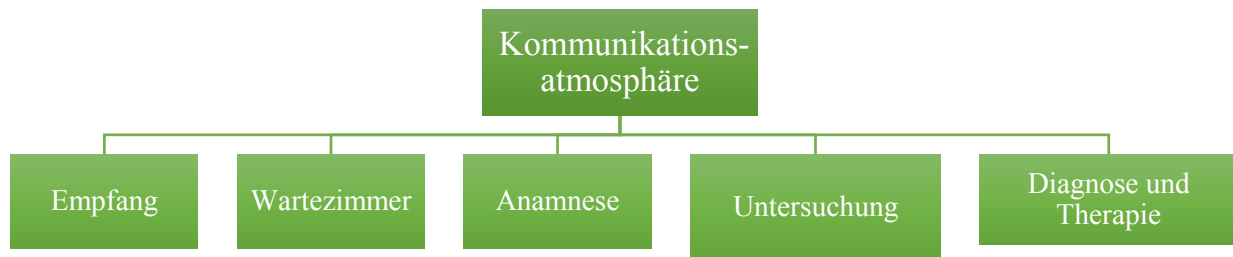 Kommunikations-
atmosphäre
Empfang
Wartezimmer
Anamnese
Untersuchung
Diagnose und
Therapie